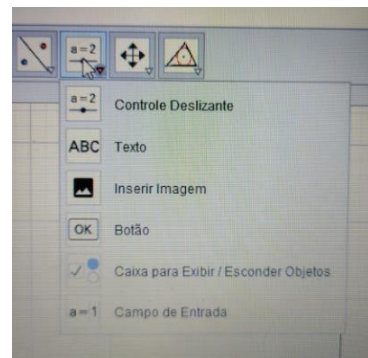 a=2
a=2 Controle Deslizante
ABC Texto
Inserir Imagem
OK Botão
Caixa para Exibir / Esconder Objetos
a=1 Campo de Entrada